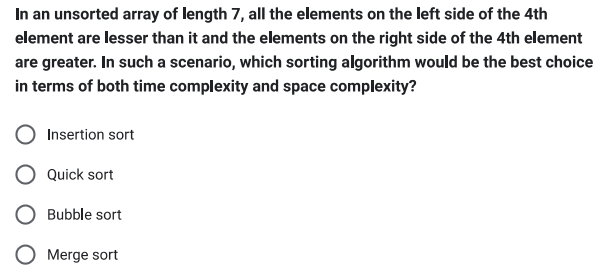 In an unsorted array of length 7, all the elements on the left side of the 4th
element are lesser than it and the elements on the right side of the 4th element
are greater. In such a scenario, which sorting algorithm would be the best choice
in terms of both time complexity and space complexity?
Insertion sort
Quick sort
Bubble sort
Merge sort